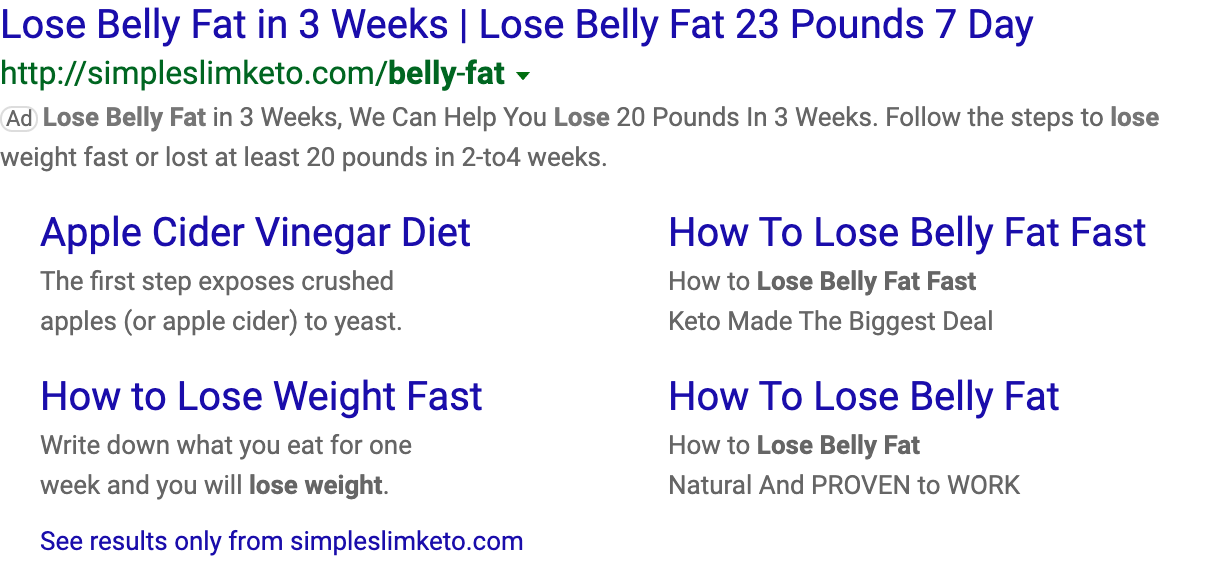 Lose Belly Fat in 3 Weeks | Lose Belly Fat 23 Pounds 7 Day
http://simpleslimketo.com/belly-fat
Ad Lose Belly Fat in 3 Weeks, We Can Help You Lose 20 Pounds In 3 Weeks. Follow the steps to lose
weight fast or lost at least 20 pounds in 2-to4 weeks.
Apple Cider Vinegar Diet
The first step exposes crushed
apples (or apple cider) to yeast.
How To Lose Belly Fat Fast
How to Lose Belly Fat Fast
Keto Made The Biggest Deal
How to Lose Weight Fast
Write down what you eat for one
week and you will lose weight.
How To Lose Belly Fat
How to Lose Belly Fat
Natural And PROVEN to WORK
See results only from simpleslimketo.com